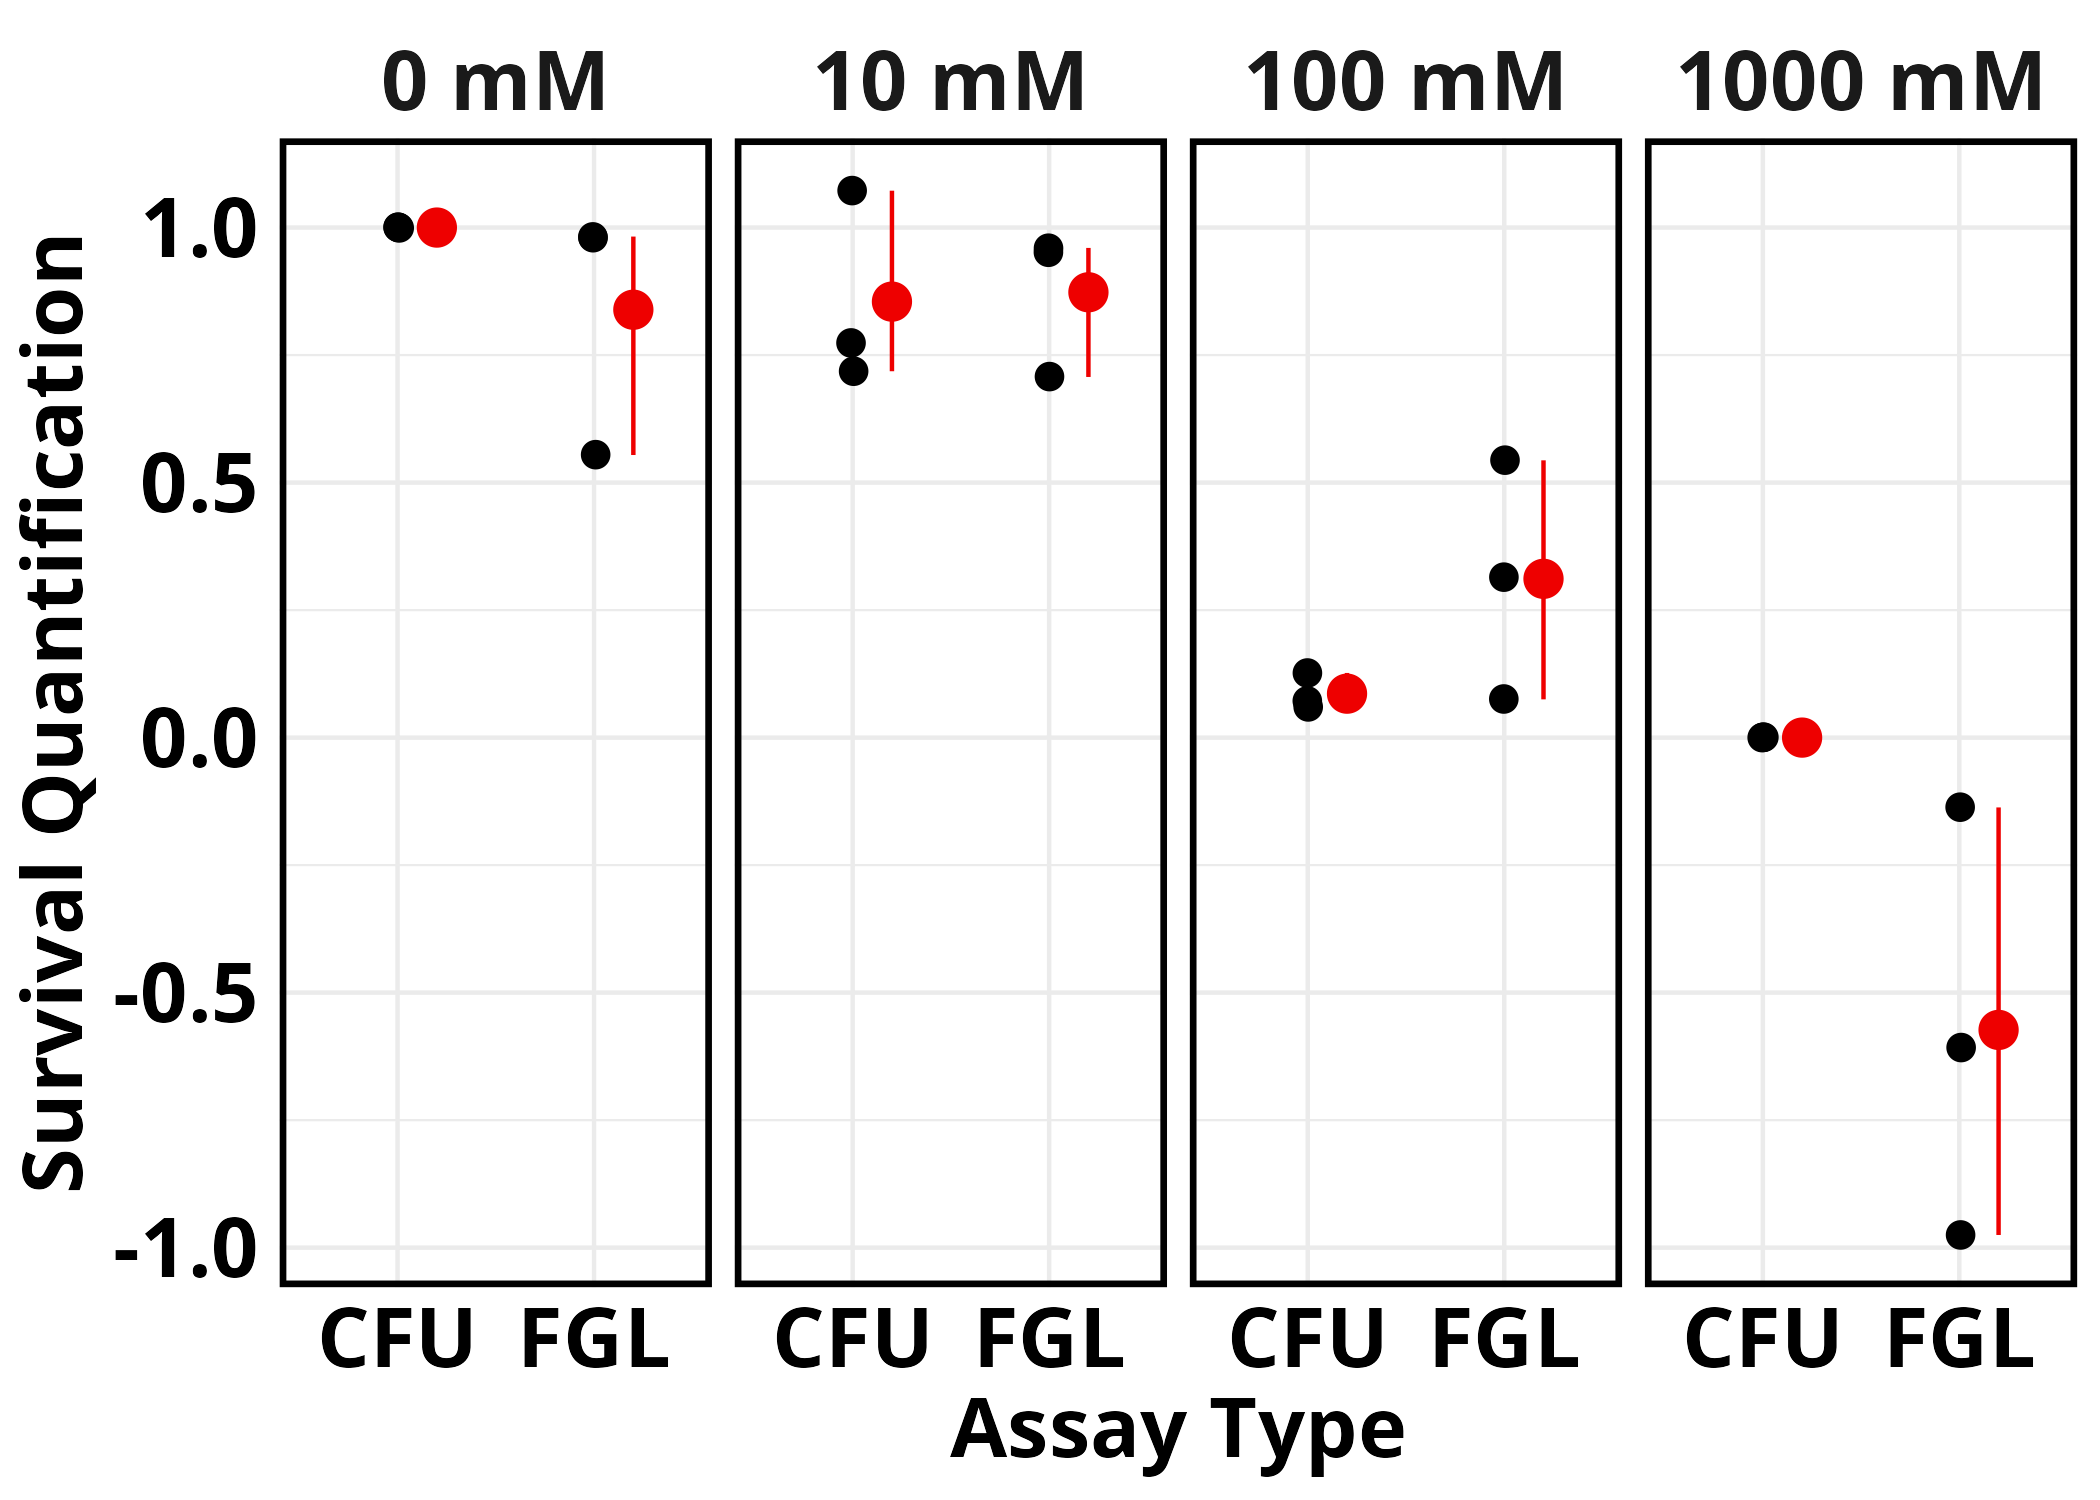 0 mM 10 mM 100 mM 1000 mM
Survival Quantification
1.0
0.5
0.0
-0.5
-1.0
CFU FGL CFU FGL CFU FGL CFU FGL
Assay Type